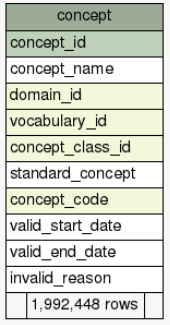 concept
concept_id
concept_name
domain_id
vocabulary_id
concept_class_id
standard_concept
concept_code
valid_start_date
valid_end_date
invalid_reason
1,992,448 rows